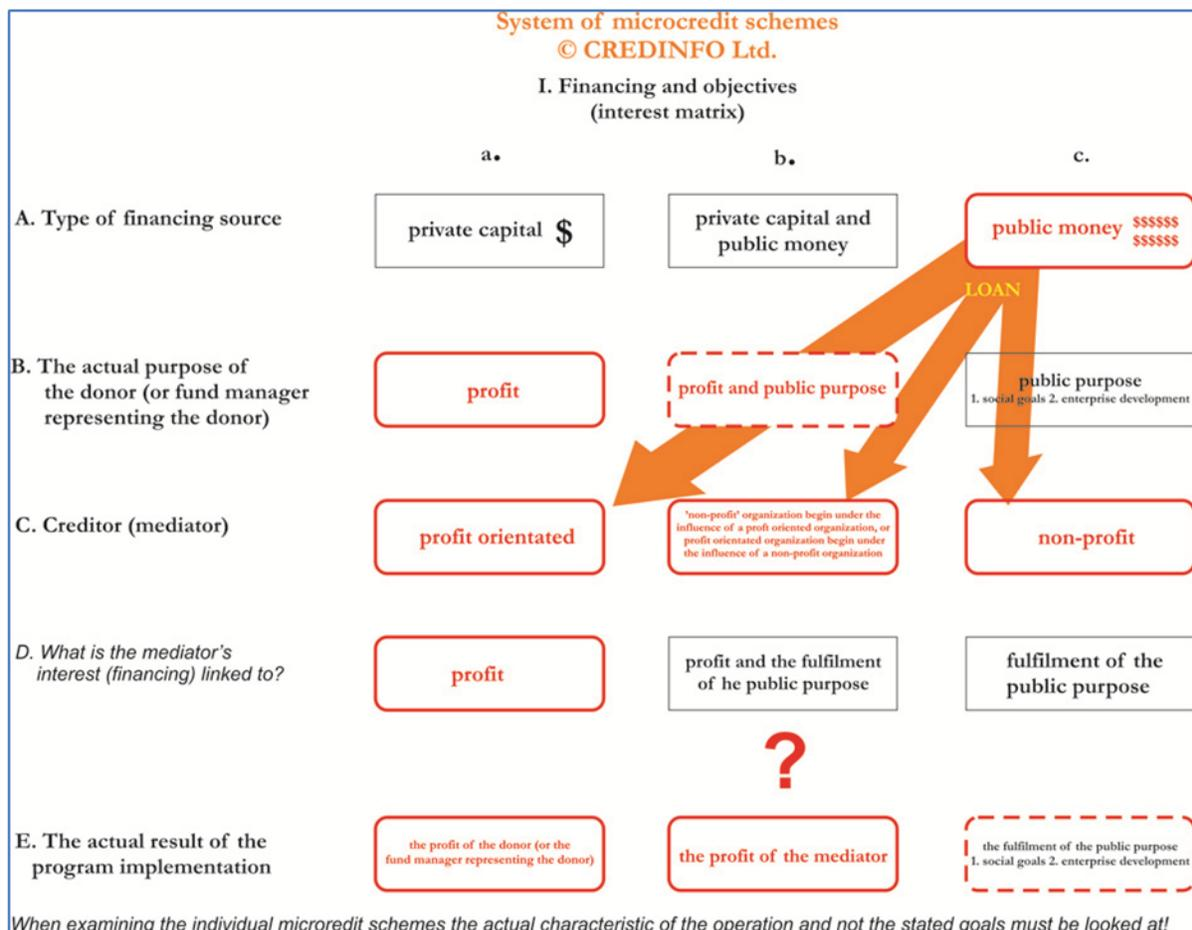 System of microcredit schemes
© CREDINFO Ltd.
I. Financing and objectives
(interest matrix)
a.
b.
c.
A. Type of financing source
private capital $
private capital and
public money
public money $$$$$$
$$$$$$
LOAN
B. The actual purpose of
the donor (or fund manager
representing the donor)
profit
profit and public purpose
public purpose
1. social goals 2. enterprise development
C. Creditor (mediator)
profit orientated
'non-profit' organization begin under the
influence of a proft oriented organization, or
profit orientated organization begin under
the influence of a non-profit organization
non-profit
D. What is the mediator's
interest (financing) linked to?
profit
profit and the fulfilment
of he public purpose
fulfilment of the
public purpose
?
E. The actual result of the
program implementation
the profit of the donor (or the
fund manager representing the donor)
the profit of the mediator
the fulfilment of the public purpose
1. social goals 2. enterprise development
When examining the individual microredit schemes the actual characteristic of the operation and not the stated goals must be looked at!